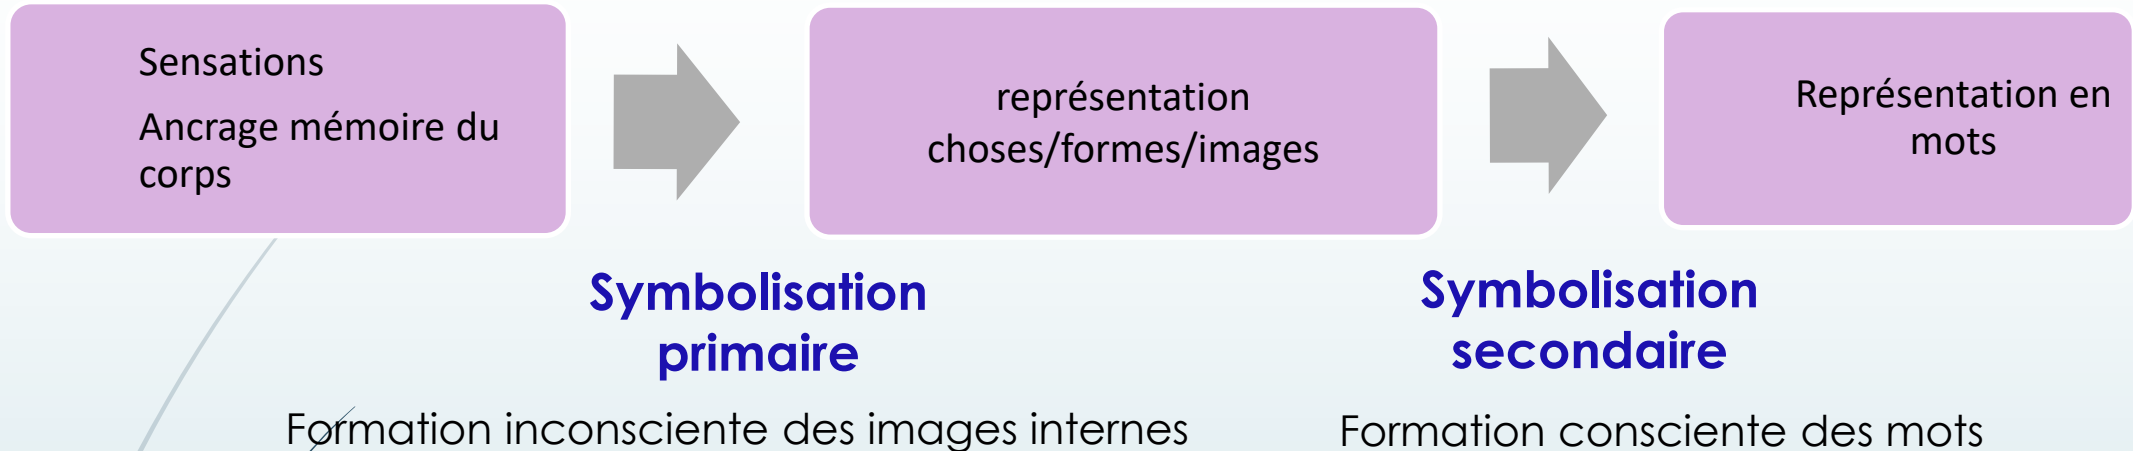 Sensations
Ancrage mémoire du
corps
représentation
choses/formes/images
Représentation en
mots
Symbolisation
primaire
Symbolisation
secondaire
Formation inconsciente des images internes
Formation consciente des mots